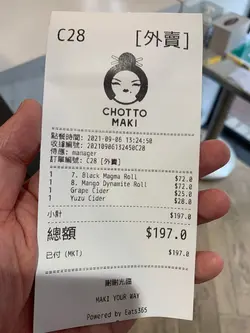 C28 [外賣]
CHOTTO
MAKI
點餐時間: 2021-09-06 13:24:50
收據編號: 20210906132450C28
侍應: manager
訂單編號: C28 [外賣]
1 7. Black Magma Roll $72.0
1 8. Mango Dynamite Roll $72.0
1 Grape Cider $25.0
1 Yuzu Cider $28.0
小計 $197.0
總額 $197.0
已付 (MKT) $197.0
謝謝光臨
MAKI YOUR WAY
Powered by Eats365